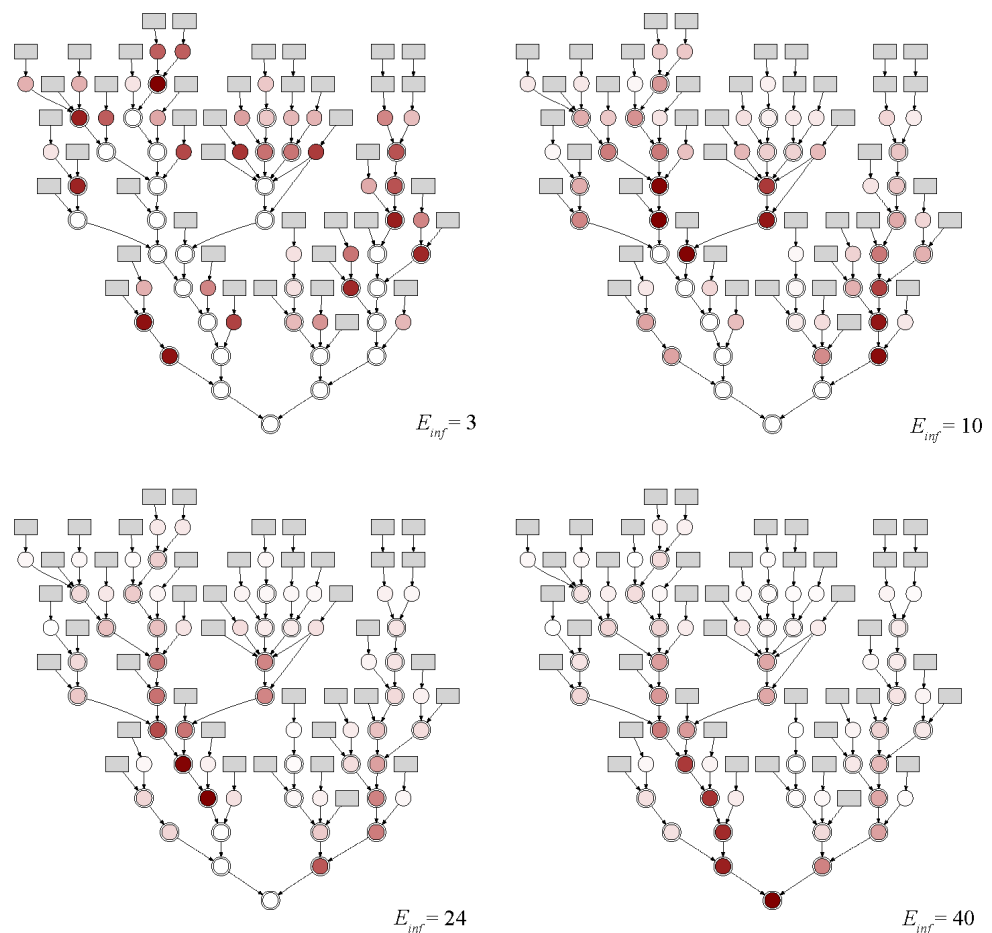 E_inf = 3
E_inf = 10
E_inf = 24
E_inf = 40